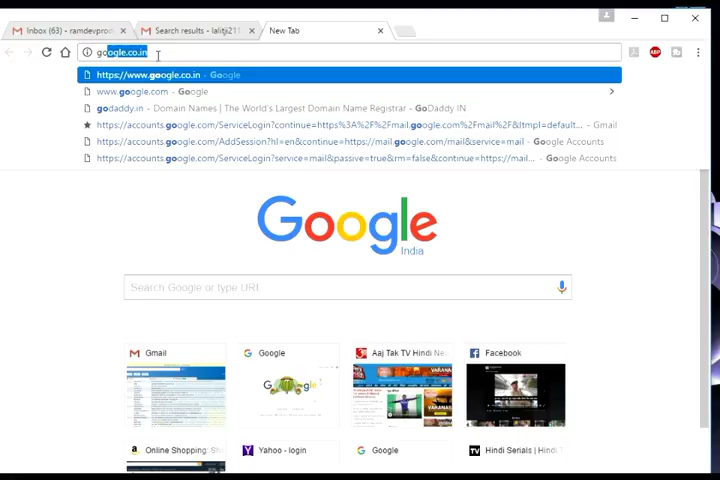 Inbox (63) - ramdevprod
Search results - lalitji211
New Tab
google.co.in
ABP
https://www.google.co.in - Google
www.google.com - Google
godaddy.in - Domain Names | The World's Largest Domain Name Registrar - GoDaddy IN
https://accounts.google.com/ServiceLogin?continue=https%3A%2F%2Fmail.google.com%2Fmail%2F&ltmpl=default... - Gmail
https://accounts.google.com/AddSession?hl=en&continue=https://mail.google.com/mail&service=mail - Google Accounts
https://accounts.google.com/ServiceLogin?service=mail&passive=true&rm=false&continue=https://mail... - Google Accounts
Google
India
Search Google or type URL
Gmail
Google
Aaj Tak TV Hindi Ne
Facebook
VARANAS
VARANA
Online Shopping: Sh
Yahoo - login
Google
TV Hindi Serials | Hindi T